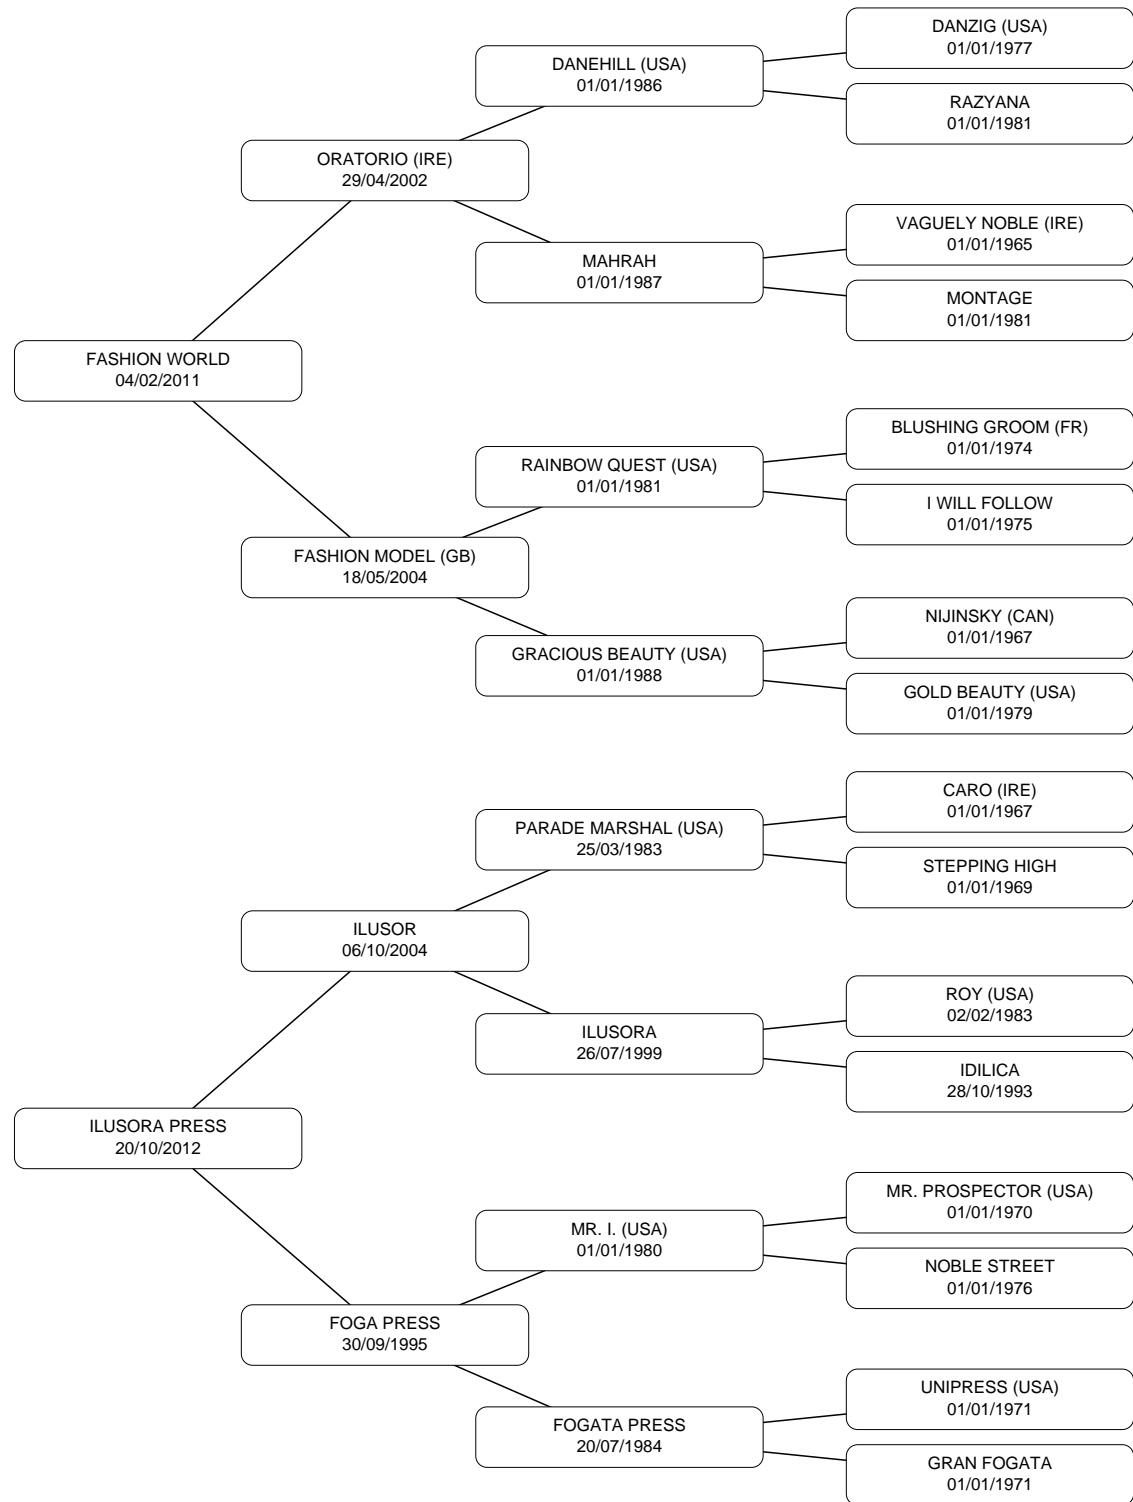 DANZIG (USA)
01/01/1977
DANEHILL (USA)
01/01/1986
RAZYANA
01/01/1981
ORATORIO (IRE)
29/04/2002
VAGUELY NOBLE (IRE)
01/01/1965
MAHRAH
01/01/1987
MONTAGE
01/01/1981
FASHION WORLD
04/02/2011
BLUSHING GROOM (FR)
01/01/1974
RAINBOW QUEST (USA)
01/01/1981
I WILL FOLLOW
01/01/1975
FASHION MODEL (GB)
18/05/2004
NIJINSKY (CAN)
01/01/1967
GRACIOUS BEAUTY (USA)
01/01/1988
GOLD BEAUTY (USA)
01/01/1979
CARO (IRE)
01/01/1967
PARADE MARSHAL (USA)
25/03/1983
STEPPING HIGH
01/01/1969
ILUSOR
06/10/2004
ROY (USA)
02/02/1983
ILUSORA
26/07/1999
IDILICA
28/10/1993
ILUSORA PRESS
20/10/2012
MR. PROSPECTOR (USA)
01/01/1970
MR. I. (USA)
01/01/1980
NOBLE STREET
01/01/1976
FOGA PRESS
30/09/1995
UNIPRESS (USA)
01/01/1971
FOGATA PRESS
20/07/1984
GRAN FOGATA
01/01/1971